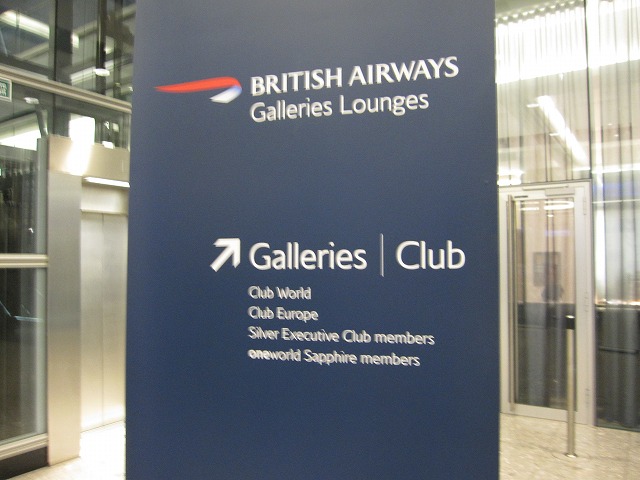 BRITISH AIRWAYS
Galleries Lounges
Galleries | Club
Club World
Club Europe
Silver Executive Club members
oneworld Sapphire members